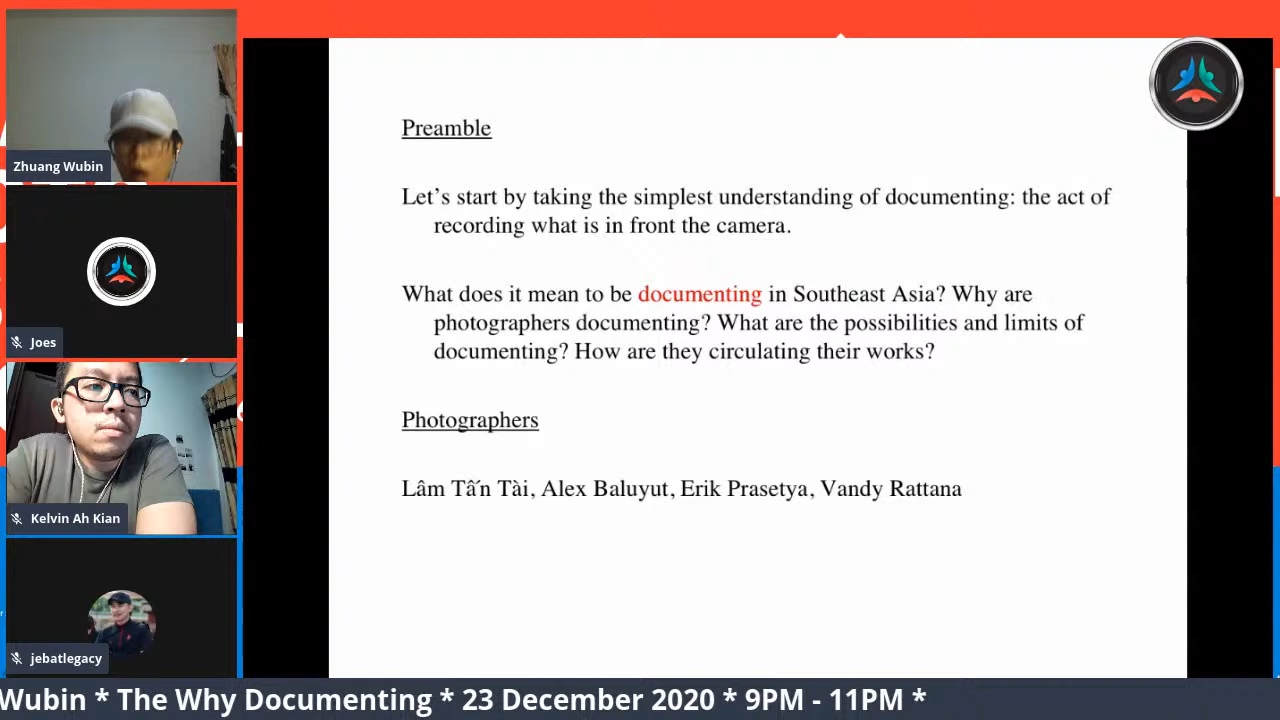 Zhuang Wubin
Joes
Kelvin Ah Kian
jebatlegacy
Preamble
Let's start by taking the simplest understanding of documenting: the act of
recording what is in front the camera.
What does it mean to be documenting in Southeast Asia? Why are
photographers documenting? What are the possibilities and limits of
documenting? How are they circulating their works?
Photographers
Lâm Tấn Tài, Alex Baluyut, Erik Prasetya, Vandy Rattana
Wubin * The Why Documenting * 23 December 2020 * 9PM - 11PM *